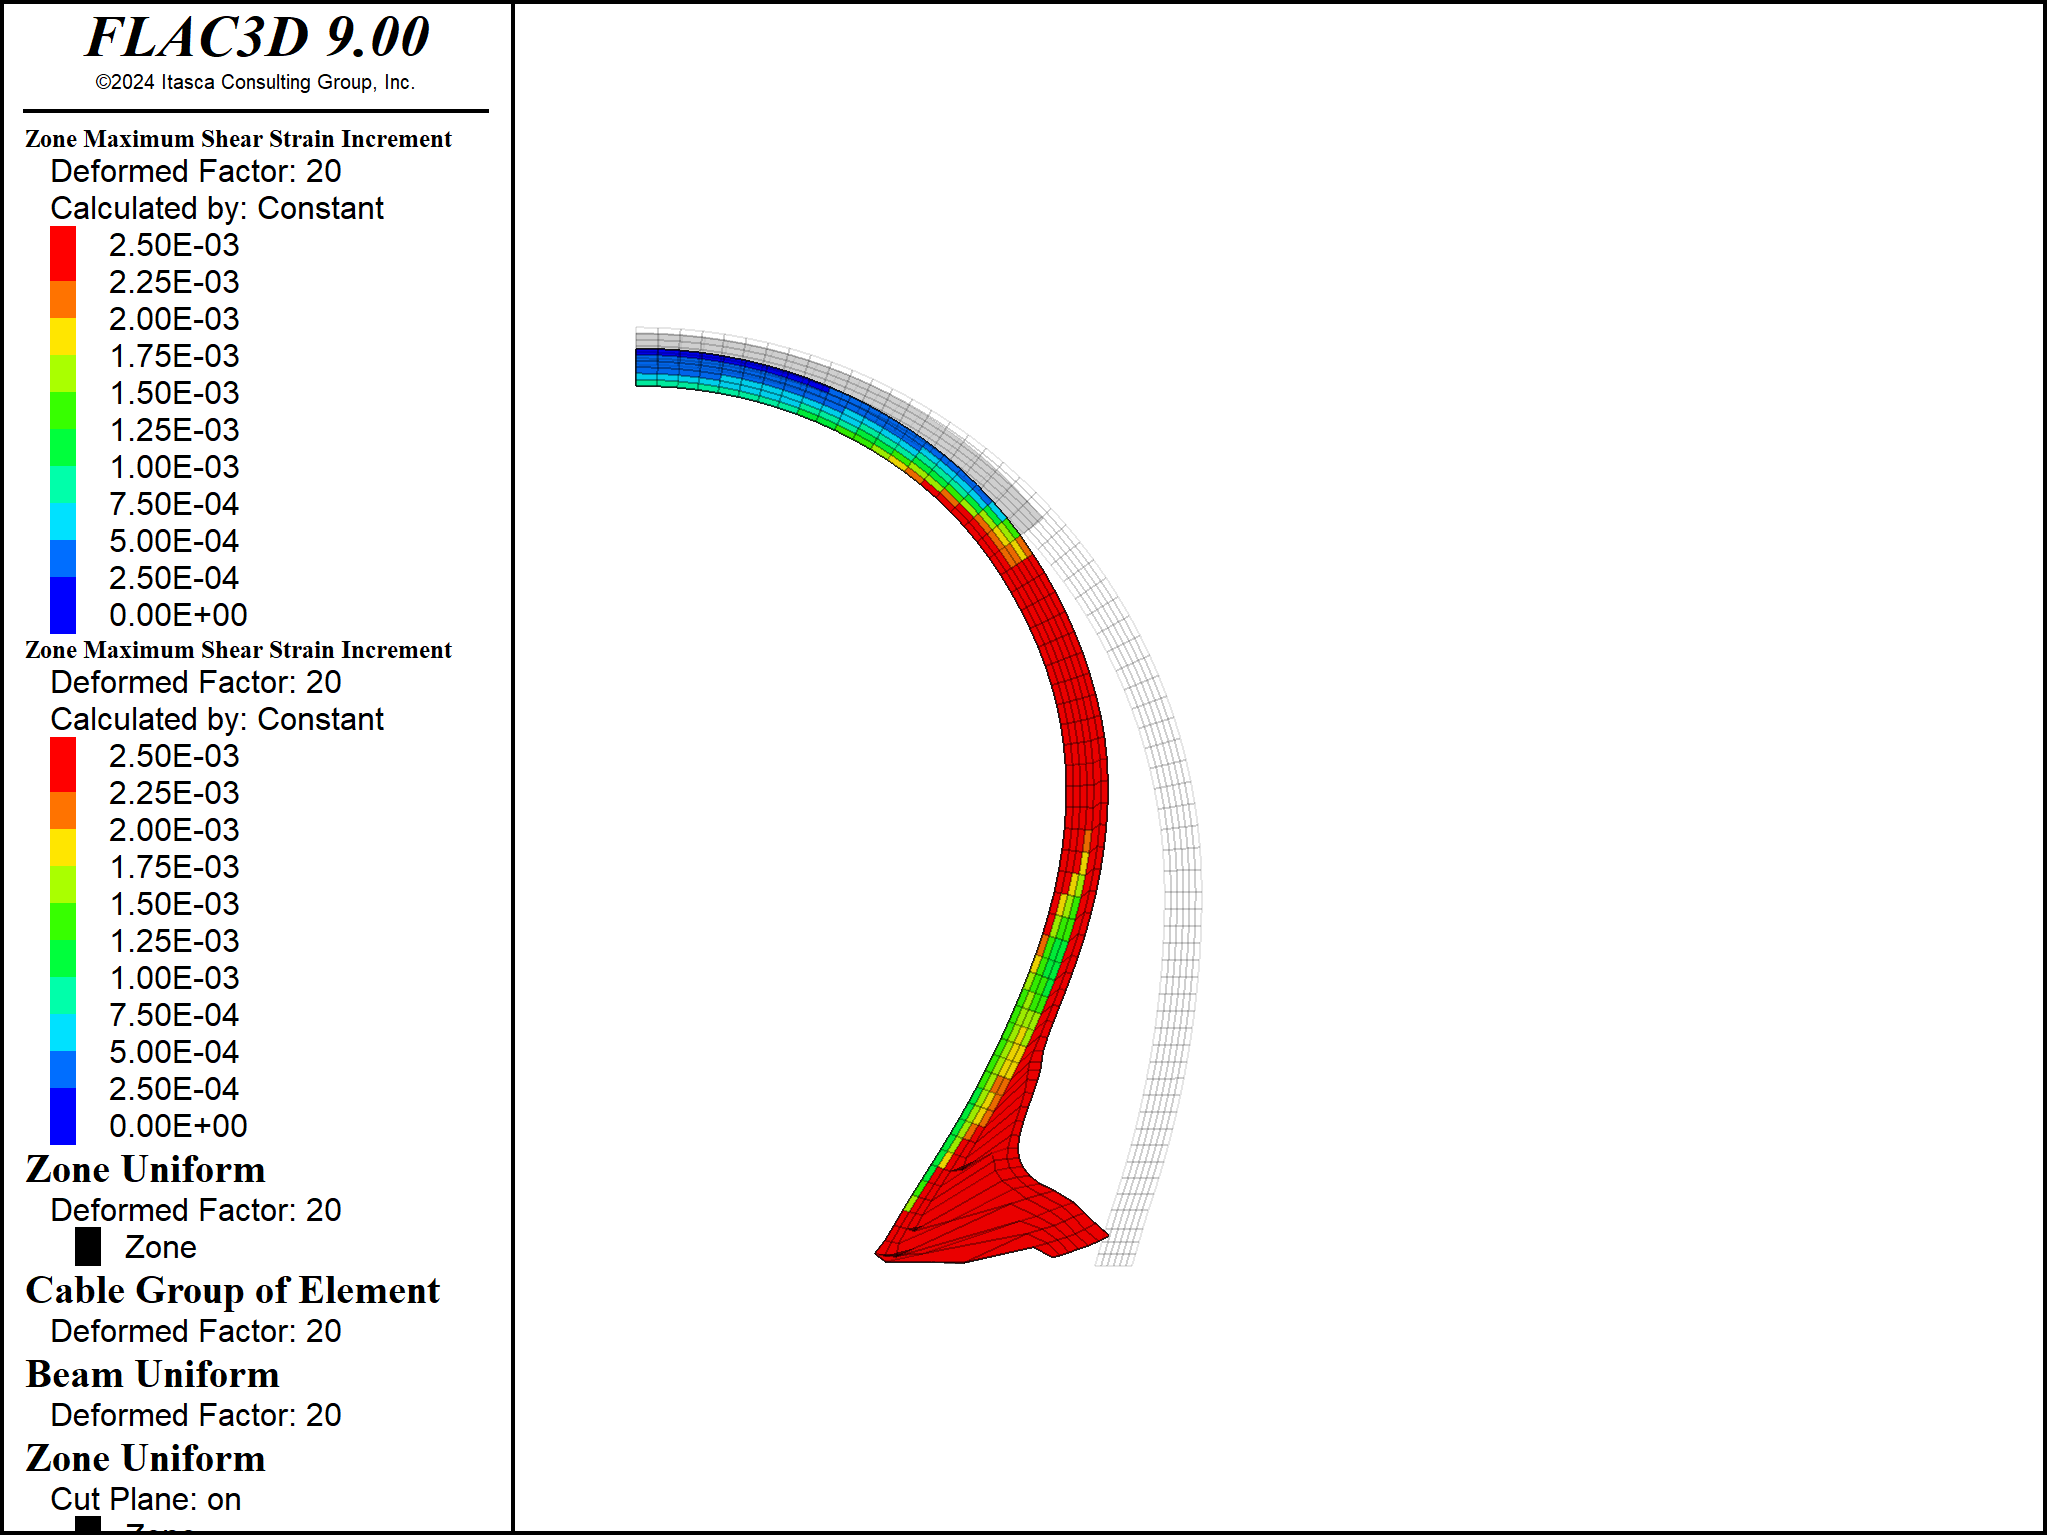 FLAC3D 9.00
©2024 Itasca Consulting Group, Inc.
Zone Maximum Shear Strain Increment
Deformed Factor: 20
Calculated by: Constant
2.50E-03
2.25E-03
2.00E-03
1.75E-03
1.50E-03
1.25E-03
1.00E-03
7.50E-04
5.00E-04
2.50E-04
0.00E+00
Zone Maximum Shear Strain Increment
Deformed Factor: 20
Calculated by: Constant
2.50E-03
2.25E-03
2.00E-03
1.75E-03
1.50E-03
1.25E-03
1.00E-03
7.50E-04
5.00E-04
2.50E-04
0.00E+00
Zone Uniform
Deformed Factor: 20
Zone
Cable Group of Element
Deformed Factor: 20
Beam Uniform
Deformed Factor: 20
Zone Uniform
Cut Plane: on